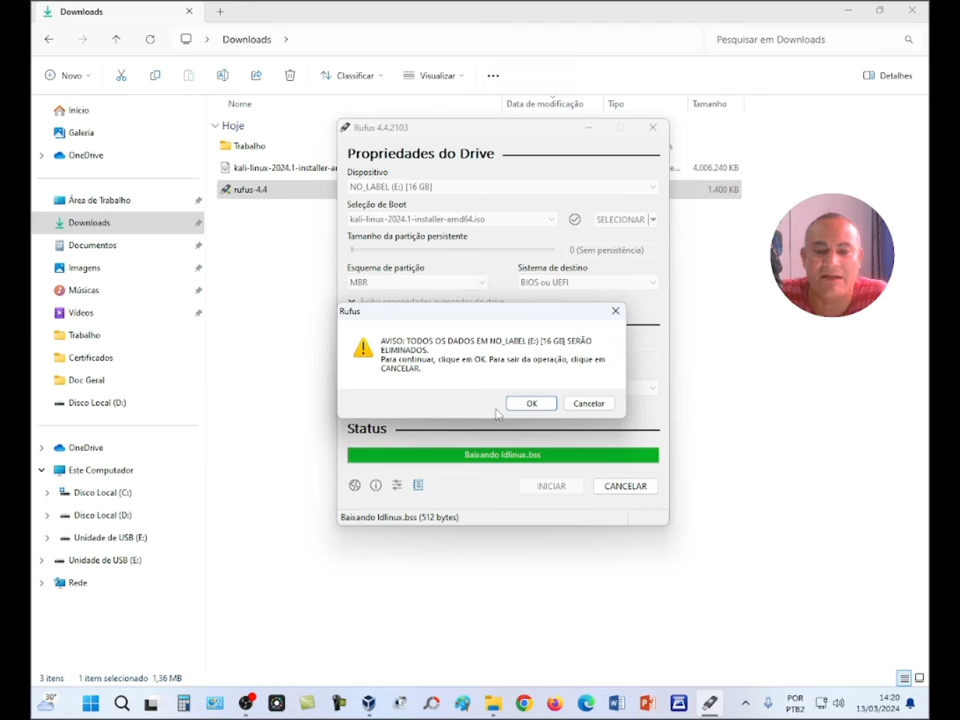 Downloads
Downloads
Pesquisar em Downloads
Novo
Classificar
Visualizar
Detalhes
Nome
Data de modificação
Tipo
Tamanho
Início
Galeria
OneDrive
Área de Trabalho
Downloads
Documentos
Imagens
Músicas
Vídeos
Trabalho
Certificados
Doc Geral
Disco Local (D:)
OneDrive
Este Computador
Disco Local (C:)
Disco Local (D:)
Unidade de USB (E:)
Unidade de USB (E:)
Rede
Hoje
Trabalho
kali-linux-2024.1-installer-a
4.006.240 KB
rufus-4.4
1.400 KB
Rufus 4.4.2103
Propriedades do Drive
Dispositivo
NO_LABEL (E:) [16 GB]
Seleção de Boot
kali-linux-2024.1-installer-amd64.iso
SELECIONAR
Tamanho da partição persistente
0 (Sem persistência)
Esquema de partição
Sistema de destino
MBR
BIOS ou UEFI
Rufus
AVISO: TODOS OS DADOS EM NO_LABEL (E:) [16 GB] SERÃO
ELIMINADOS.
Para continuar, clique em OK. Para sair da operação, clique em
CANCELAR.
OK
Cancelar
Status
Baixando ldlinux.bss
INICIAR
CANCELAR
Baixando ldlinux.bss (512 bytes)
3 itens
1 item selecionado 1,36 MB
30°
POR
PTB2
14:20
13/03/2024